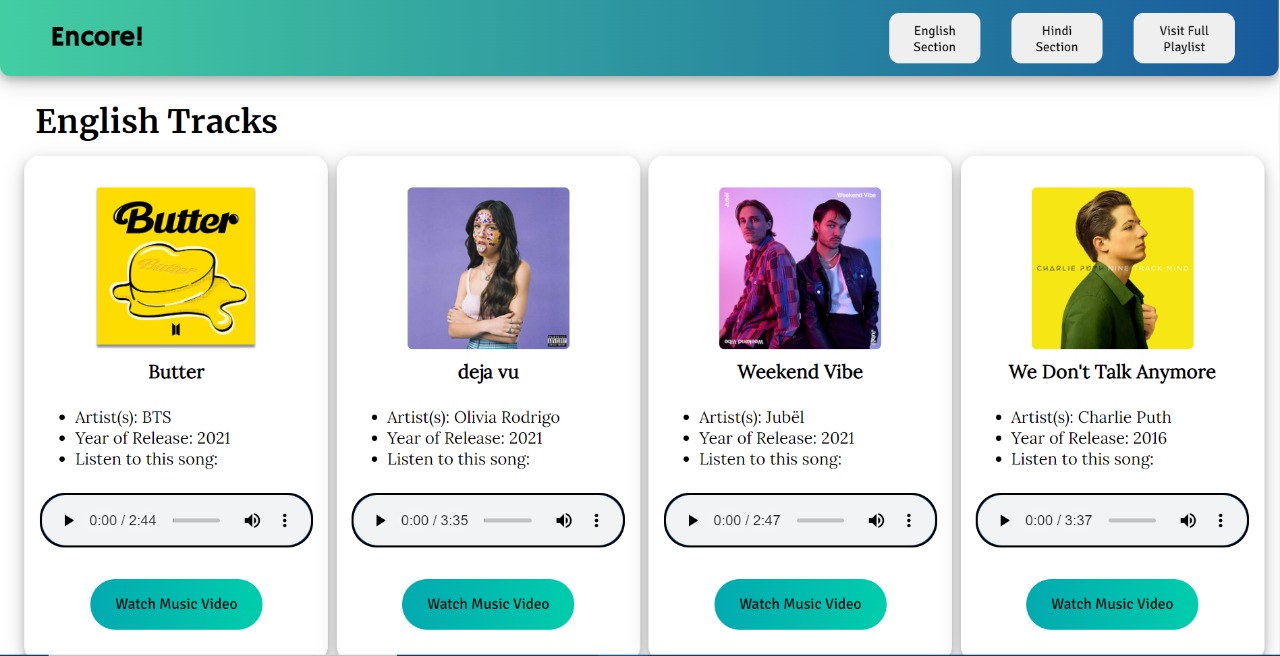 Encore!
English
Section
Hindi
Section
Visit Full
Playlist
English Tracks
Butter
Butter
Butter
Artist(s): BTS
Year of Release: 2021
Listen to this song:
0:00 / 2:44
Watch Music Video
deja vu
Artist(s): Olivia Rodrigo
Year of Release: 2021
Listen to this song:
0:00 / 3:35
Watch Music Video
Jubël
Weekend Vibe
Weekend Vibe
Jubël
Weekend Vibe
Artist(s): Jubël
Year of Release: 2021
Listen to this song:
0:00 / 2:47
Watch Music Video
CHARLIE PUTH NINE TRACK MIND
We Don't Talk Anymore
Artist(s): Charlie Puth
Year of Release: 2016
Listen to this song:
0:00 / 3:37
Watch Music Video